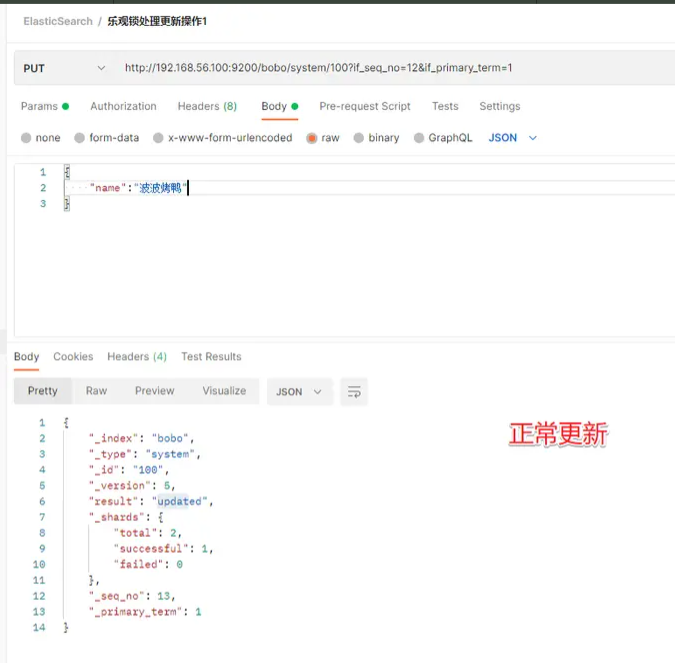 ElasticSearch / 乐观锁处理更新操作1
PUT http://192.168.56.100:9200/bobo/system/100?if_seq_no=12&if_primary_term=1
Params Authorization Headers (8) Body Pre-request Script Tests Settings
none form-data x-www-form-urlencoded raw binary GraphQL JSON
1 {
2 "name":"波波烤鸭"
3 }
Body Cookies Headers (4) Test Results
Pretty Raw Preview Visualize JSON
1 {
2 "_index": "bobo",
3 "_type": "system",
4 "_id": "100",
5 "_version": 5,
6 "result": "updated",
7 "_shards": {
8 "total": 2,
9 "successful": 1,
10 "failed": 0
11 },
12 "_seq_no": 13,
13 "_primary_term": 1
14 }
正常更新